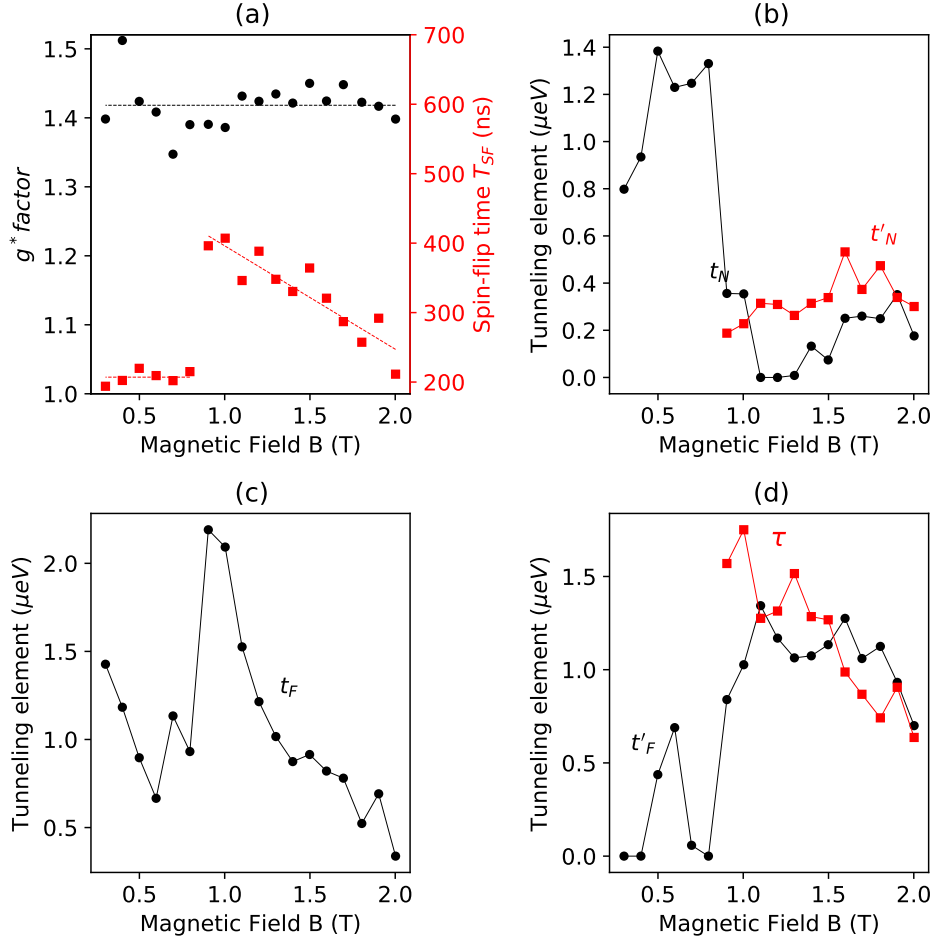 (a)
1.5
1.4
1.3
1.2
1.1
1.0
g* factor
700
600
500
400
300
200
Spin-flip time T_SF (ns)
0.5
1.0
1.5
2.0
Magnetic Field B (T)
(b)
1.4
1.2
1.0
0.8
0.6
0.4
0.2
0.0
Tunneling element (μeV)
t_N
t'_N
0.5
1.0
1.5
2.0
Magnetic Field B (T)
(c)
2.0
1.5
1.0
0.5
Tunneling element (μeV)
t_F
0.5
1.0
1.5
2.0
Magnetic Field B (T)
(d)
1.5
1.0
0.5
0.0
Tunneling element (μeV)
τ
t'_F
0.5
1.0
1.5
2.0
Magnetic Field B (T)